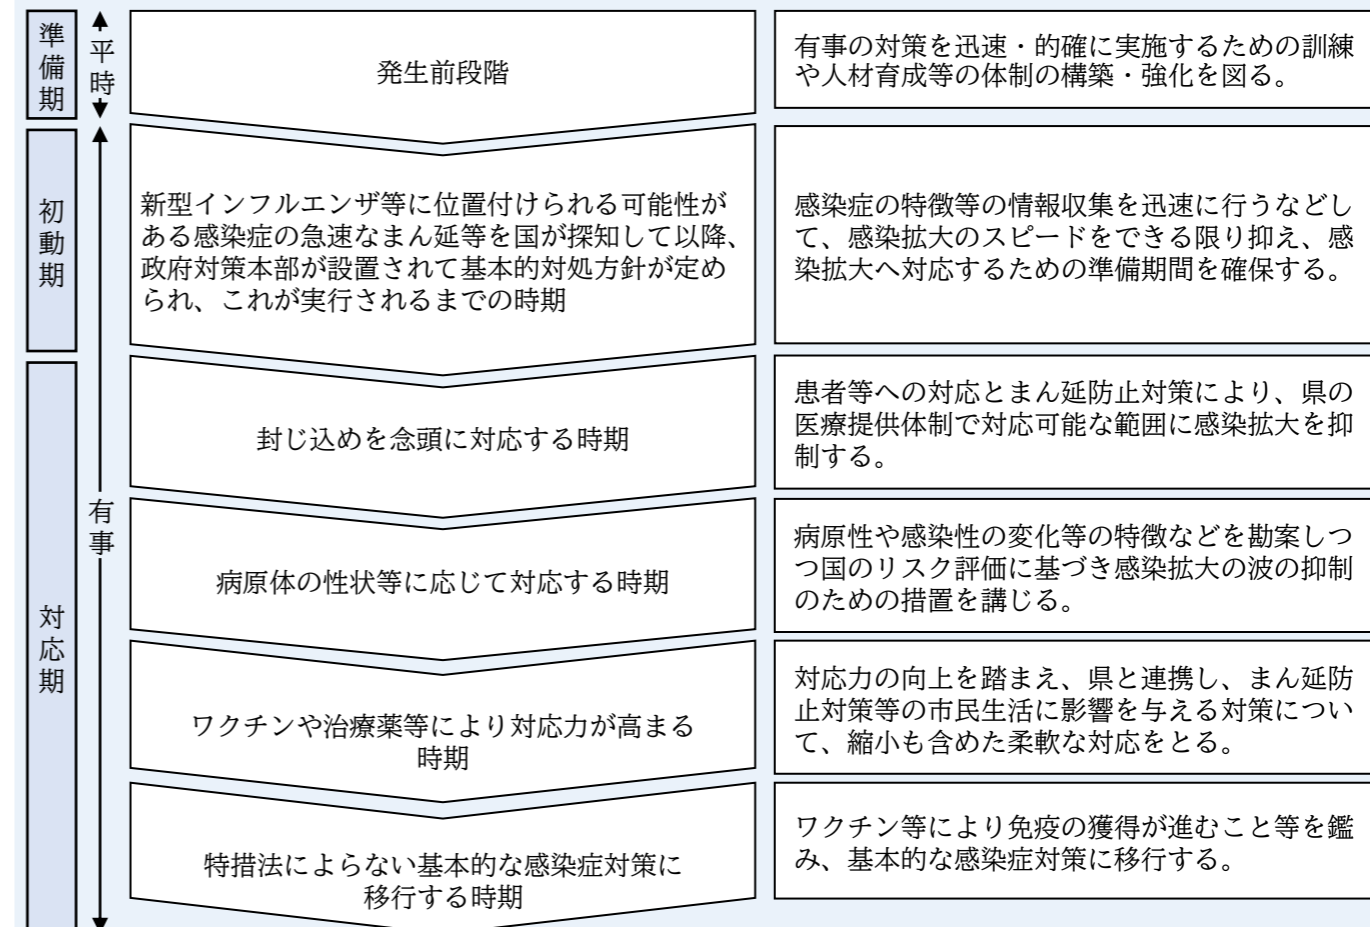 準備期
平時
発生前段階
有事の対策を迅速・的確に実施するための訓練
や人材育成等の体制の構築・強化を図る。
初動期
新型インフルエンザ等に位置付けられる可能性が
ある感染症の急速なまん延等を国が探知して以降、
政府対策本部が設置されて基本的対処方針が定め
られ、これが実行されるまでの時期
感染症の特徴等の情報収集を迅速に行うなどし
て、感染拡大のスピードをできる限り抑え、感
染拡大へ対応するための準備期間を確保する。
有事
対応期
封じ込めを念頭に対応する時期
患者等への対応とまん延防止対策により、県の
医療提供体制で対応可能な範囲に感染拡大を抑
制する。
病原体の性状等に応じて対応する時期
病原性や感染性の変化等の特徴などを勘案しつ
つ国のリスク評価に基づき感染拡大の波の抑制
のための措置を講じる。
ワクチンや治療薬等により対応力が高まる
時期
対応力の向上を踏まえ、県と連携し、まん延防
止対策等の市民生活に影響を与える対策につい
て、縮小も含めた柔軟な対応をとる。
特措法によらない基本的な感染症対策に
移行する時期
ワクチン等により免疫の獲得が進むこと等を鑑
み、基本的な感染症対策に移行する。